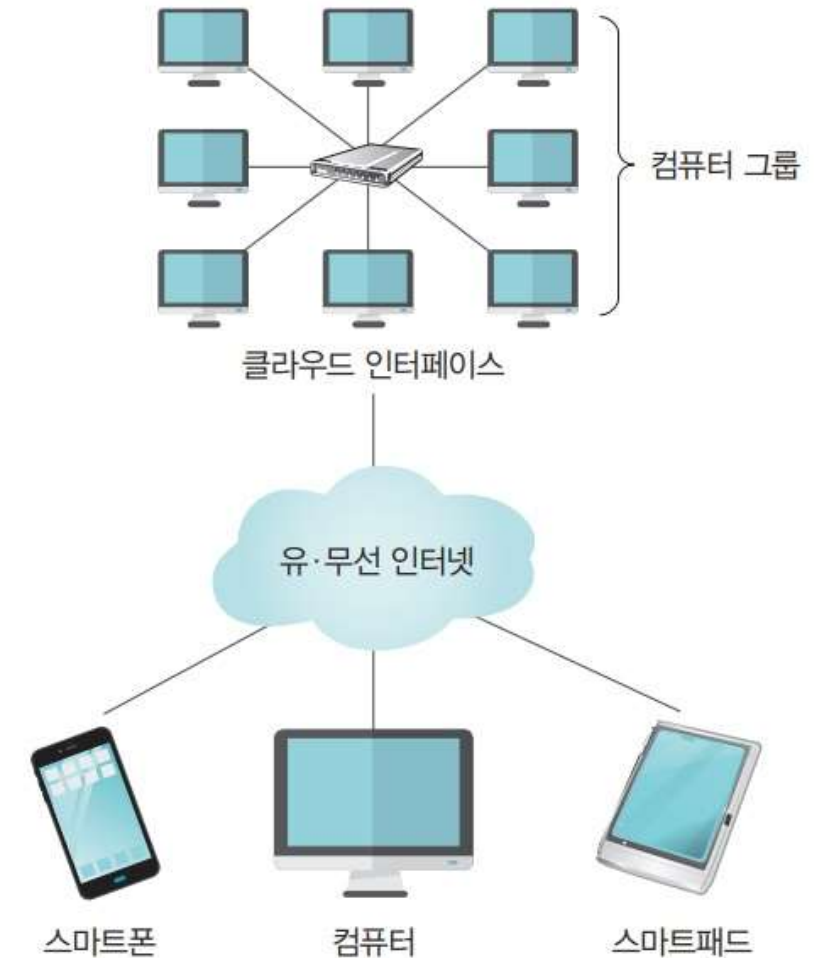 컴퓨터 그룹
클라우드 인터페이스
유·무선 인터넷
스마트폰
컴퓨터
스마트패드